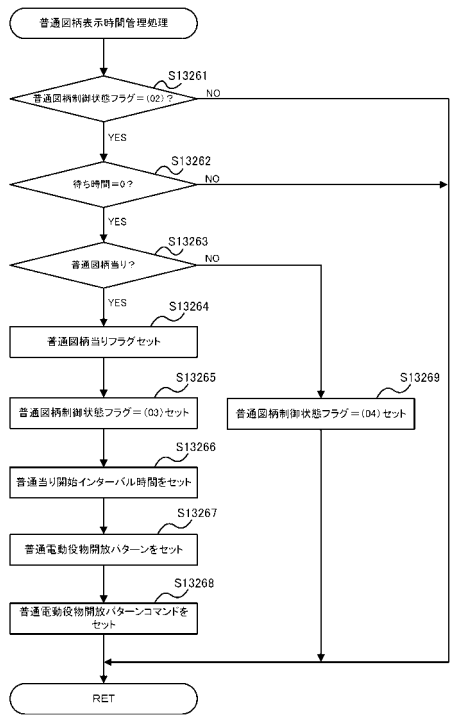 普通図柄表示時間管理処理
S13261
普通図柄制御状態フラグ=(02)?
NO
YES
S13262
待ち時間=0?
NO
YES
S13263
普通図柄当り?
NO
YES
S13264
普通図柄当りフラグセット
S13265
普通図柄制御状態フラグ=(03)セット
S13269
普通図柄制御状態フラグ=(04)セット
S13266
普通当り開始インターバル時間をセット
S13267
普通電動役物開放パターンをセット
S13268
普通電動役物開放パターンコマンドを
セット
RET